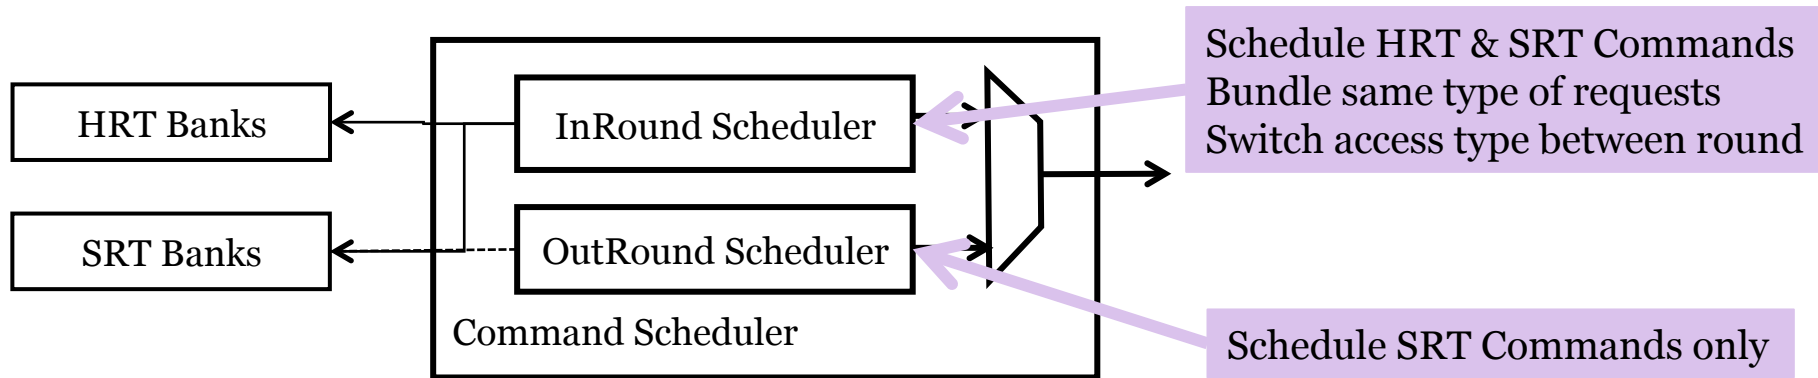 Schedule HRT & SRT Commands
Bundle same type of requests
Switch access type between round
HRT Banks
InRound Scheduler
SRT Banks
OutRound Scheduler
Command Scheduler
Schedule SRT Commands only